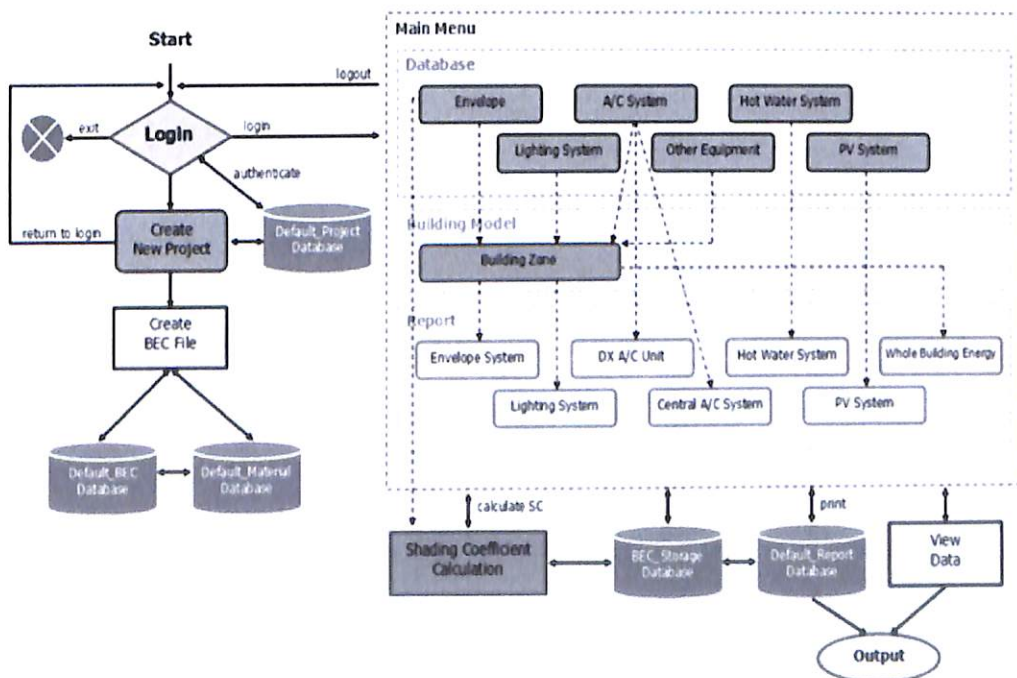 Start
logout
exit
Login
login
authenticate
return to login
Create
New Project
Default_Project
Database
Create
BEC File
Default_BEC
Database
Default_Material
Database
Main Menu
Database
Envelope
A/C System
Hot Water System
Lighting System
Other Equipment
PV System
Building Model
Building Zone
Report
Envelope System
DX A/C Unit
Hot Water System
Whole Building Energy
Lighting System
Central A/C System
PV System
calculate SC
print
Shading Coefficient
Calculation
BEC_Storage
Database
Default_Report
Database
View
Data
Output